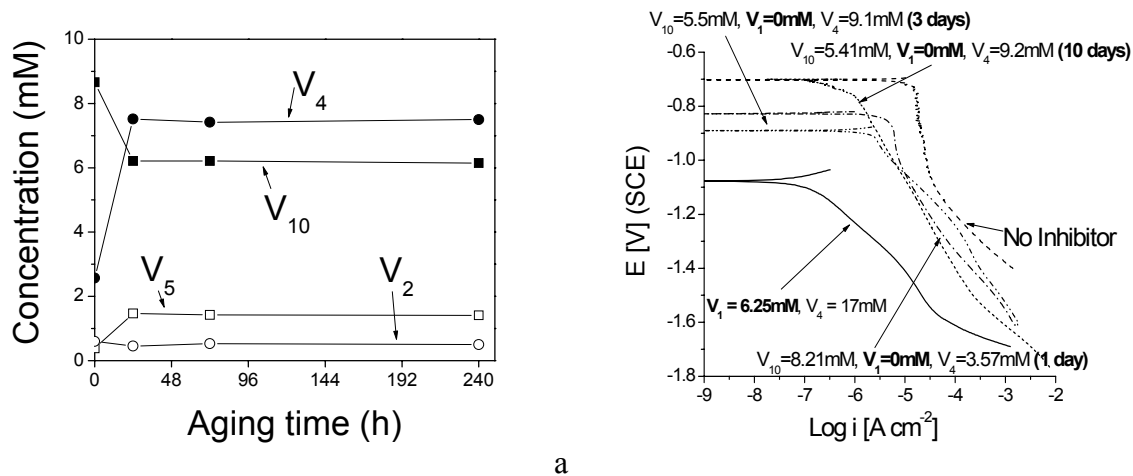 10
8
6
4
2
0
Concentration (mM)
V4
V10
V5
V2
0 48 96 144 192 240
Aging time (h)
V10=5.5mM, V1=0mM, V4=9.1mM (3 days)
V10=5.41mM, V1=0mM, V4=9.2mM (10 days)
-0.6
-0.8
-1.0
-1.2
-1.4
-1.6
-1.8
E [V] (SCE)
No Inhibitor
V1 = 6.25mM, V4 = 17mM
V10=8.21mM, V1=0mM, V4=3.57mM (1 day)
-9 -8 -7 -6 -5 -4 -3 -2
Log i [A cm-2]
a